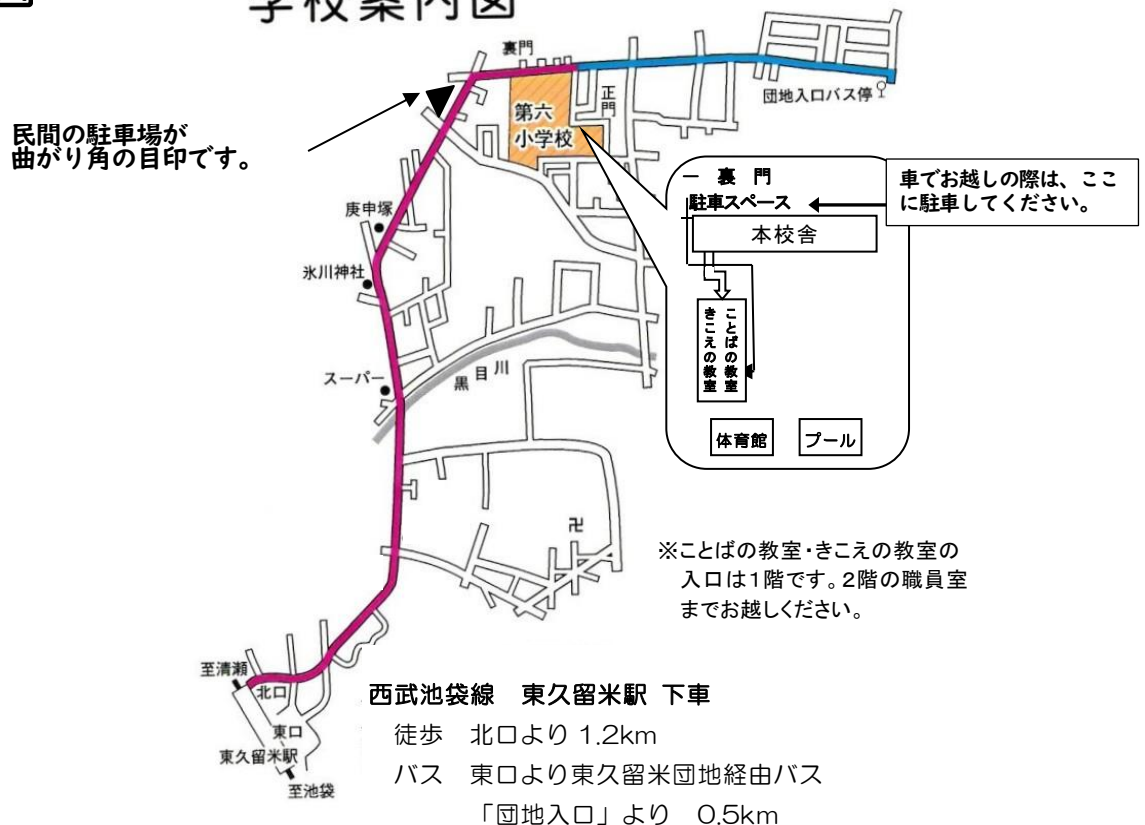 学校案内図
裏門
正門
団地入口バス停
第六
小学校
民間の駐車場が
曲がり角の目印です。
裏門
駐車スペース
車でお越しの際は、ここ
に駐車してください。
本校舎
庚申塚
氷川神社
ことばの教室
きこえの教室
スーパー
黒目川
体育館
プール
卍
※ことばの教室・きこえの教室の
入口は1階です。2階の職員室
までお越しください。
至清瀬
北口
東口
東久留米駅
至池袋
西武池袋線 東久留米駅 下車
徒歩 北口より 1.2km
バス 東口より東久留米団地経由バス
「団地入口」より 0.5km